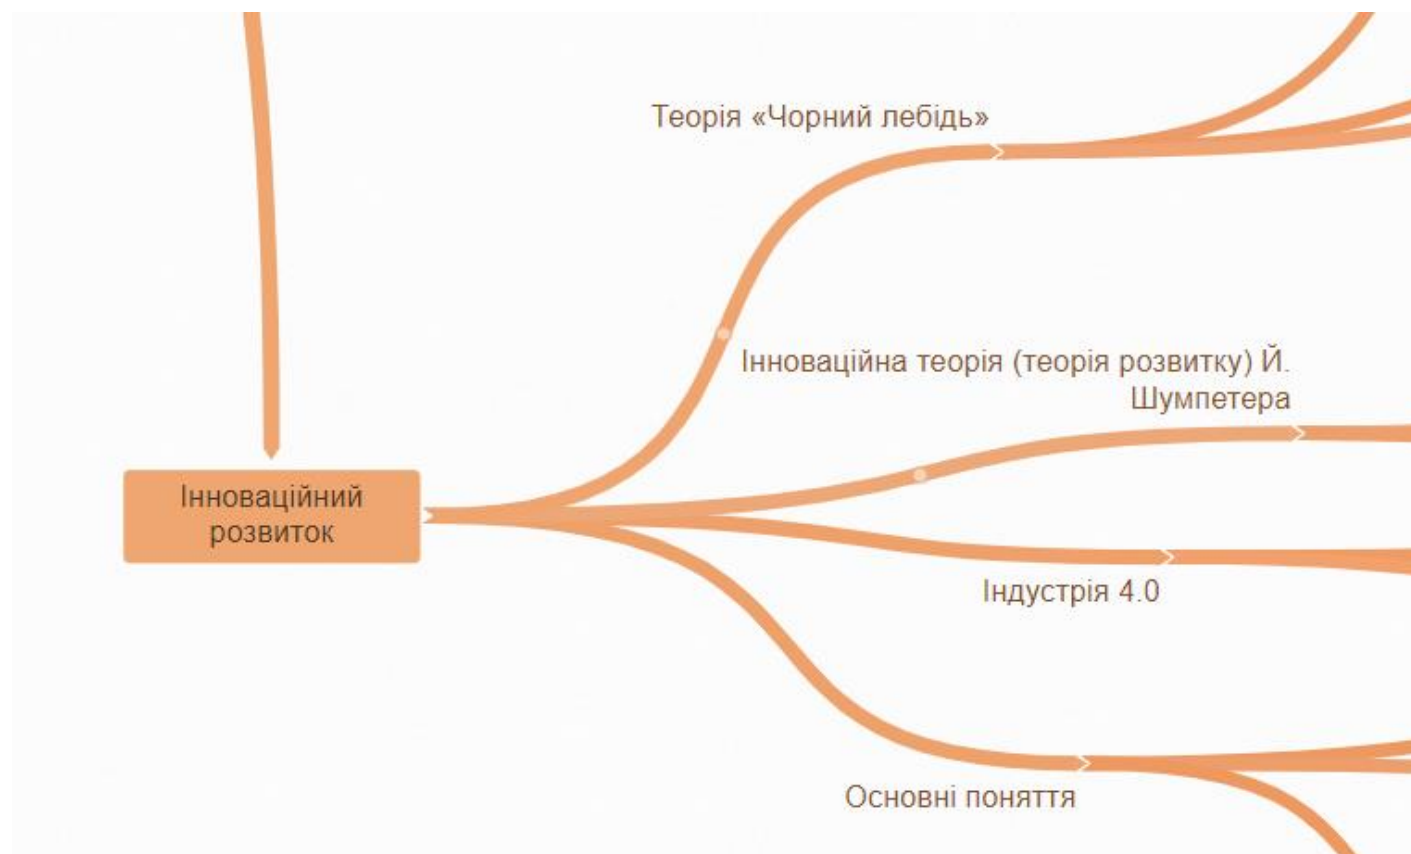 Теорія «Чорний лебідь»
Інноваційна теорія (теорія розвитку) Й.
Шумпетера
Інноваційний
розвиток
Індустрія 4.0
Основні поняття